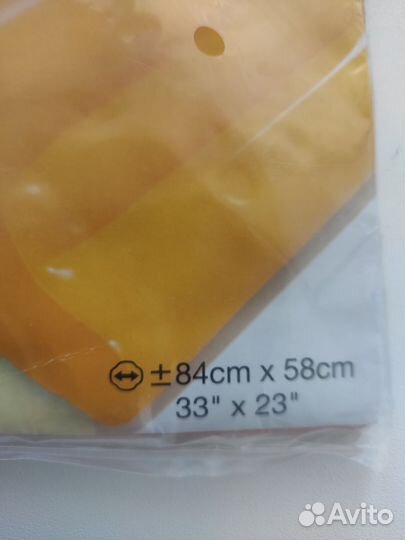 ±84cm x 58cm
33" x 23"
Avito